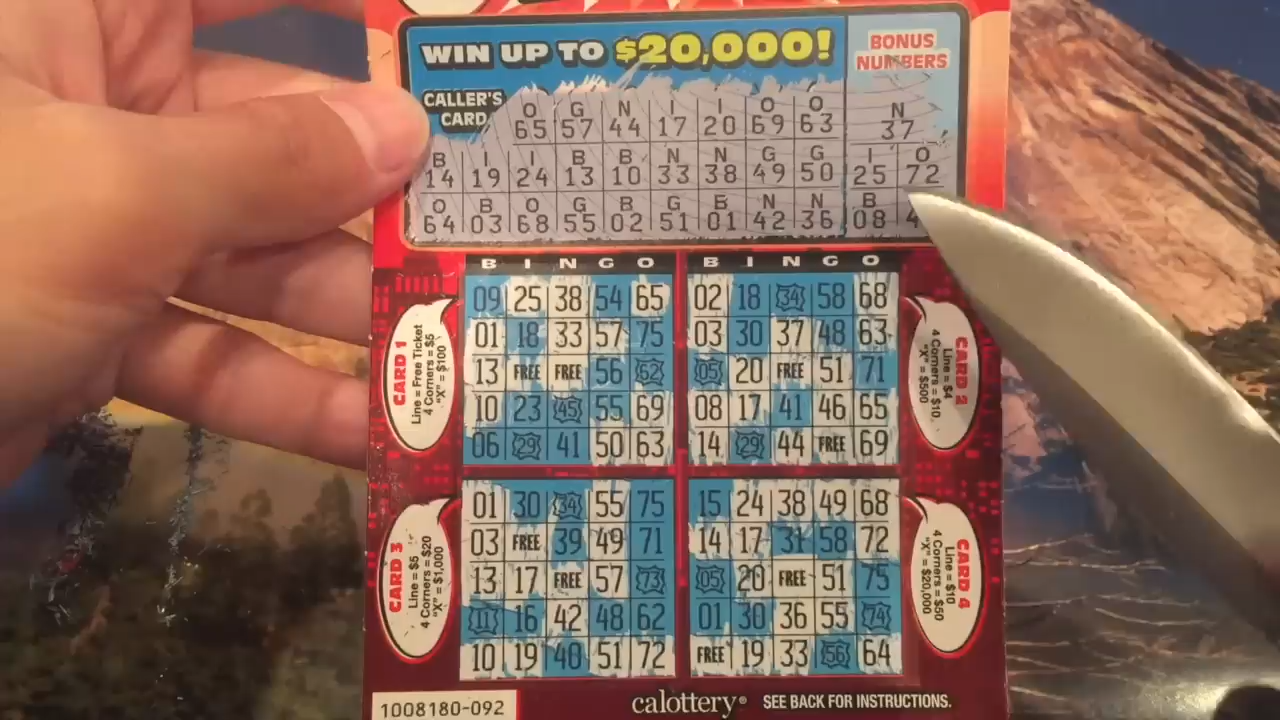 WIN UP TO $20,000!
BONUS
NUMBERS
CALLER'S
CARD
O G N I I O O N
65 57 44 17 20 69 63 37
B I I B B N N G G I O
14 19 24 13 10 33 38 49 50 25 72
O B O G B G B N N B
64 03 68 55 02 51 01 42 36 08 4
B I N G O
09 25 38 54 65
01 18 33 57 75
13 FREE FREE 56 62
10 23 45 55 69
06 29 41 50 63
CARD 1
Line = Free Ticket
4 Corners = $5
"X" = $100
B I N G O
02 18 34 58 68
03 30 37 48 63
05 20 FREE 51 71
08 17 41 46 65
14 29 44 FREE 69
CARD 2
Line = $4
4 Corners = $10
"X" = $500
01 30 34 55 75
03 FREE 39 49 71
13 17 FREE 57 73
11 16 42 48 62
10 19 40 51 72
CARD 3
Line = $5
4 Corners = $20
"X" = $1,000
15 24 38 49 68
14 17 31 58 72
05 20 FREE 51 75
01 30 36 55 74
FREE 19 33 56 64
CARD 4
Line = $10
4 Corners = $50
"X" = $20,000
1008180-092
calottery®
SEE BACK FOR INSTRUCTIONS.